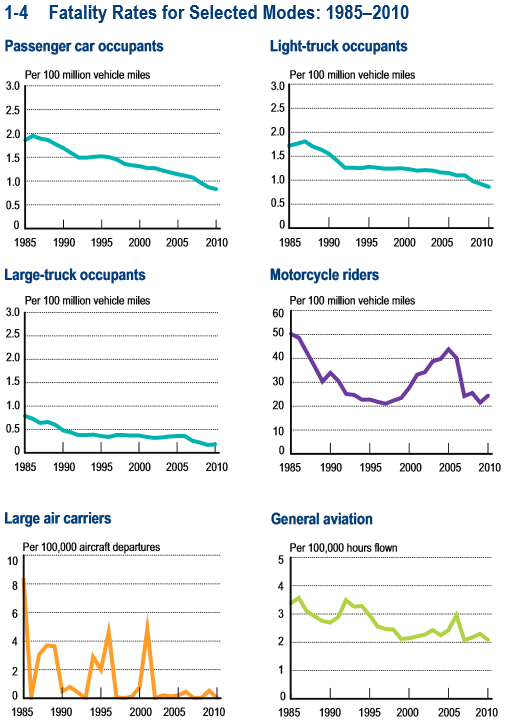 1-4 Fatality Rates for Selected Modes: 1985–2010
Passenger car occupants
Per 100 million vehicle miles
3.0
2.5
2.0
1.5
1.0
0.5
0
1985 1990 1995 2000 2005 2010
Light-truck occupants
Per 100 million vehicle miles
3.0
2.5
2.0
1.5
1.0
0.5
0
1985 1990 1995 2000 2005 2010
Large-truck occupants
Per 100 million vehicle miles
3.0
2.5
2.0
1.5
1.0
0.5
0
1985 1990 1995 2000 2005 2010
Motorcycle riders
Per 100 million vehicle miles
60
50
40
30
20
10
0
1985 1990 1995 2000 2005 2010
Large air carriers
Per 100,000 aircraft departures
10
8
6
4
2
0
1985 1990 1995 2000 2005 2010
General aviation
Per 100,000 hours flown
5
4
3
2
1
0
1985 1990 1995 2000 2005 2010